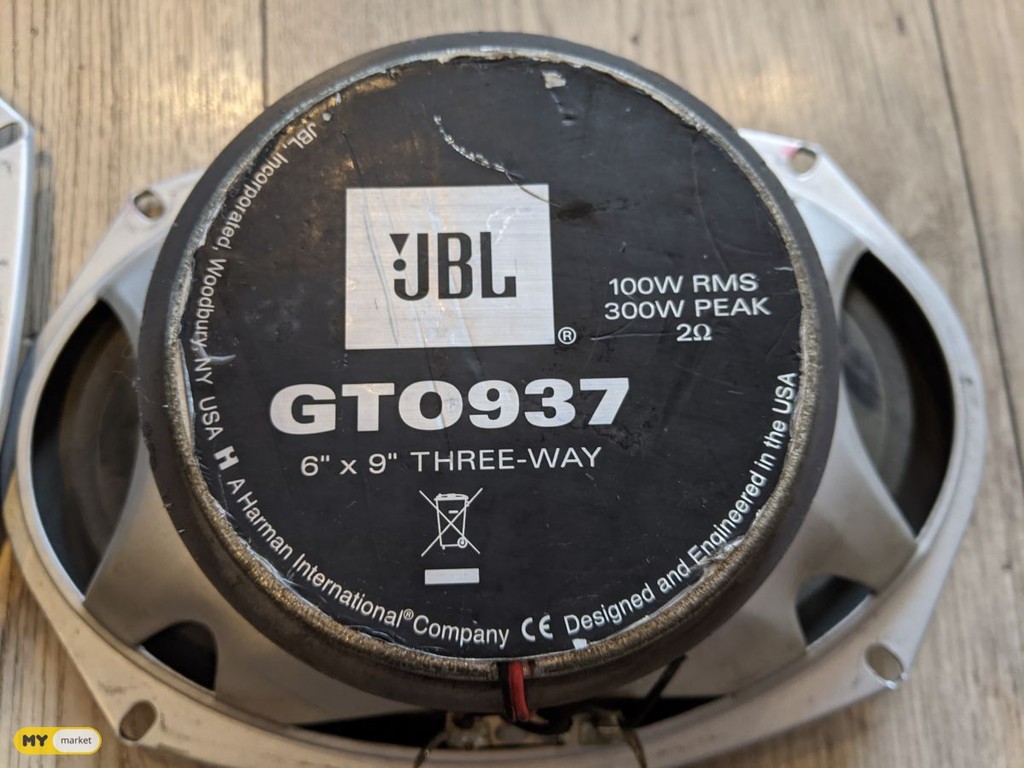 JBL
®
100W RMS
300W PEAK
2Ω
GTO937
6" x 9" THREE-WAY
JBL, Incorporated, Woodbury, NY USA H A Harman International® Company CE Designed and Engineered in the USA
MY market